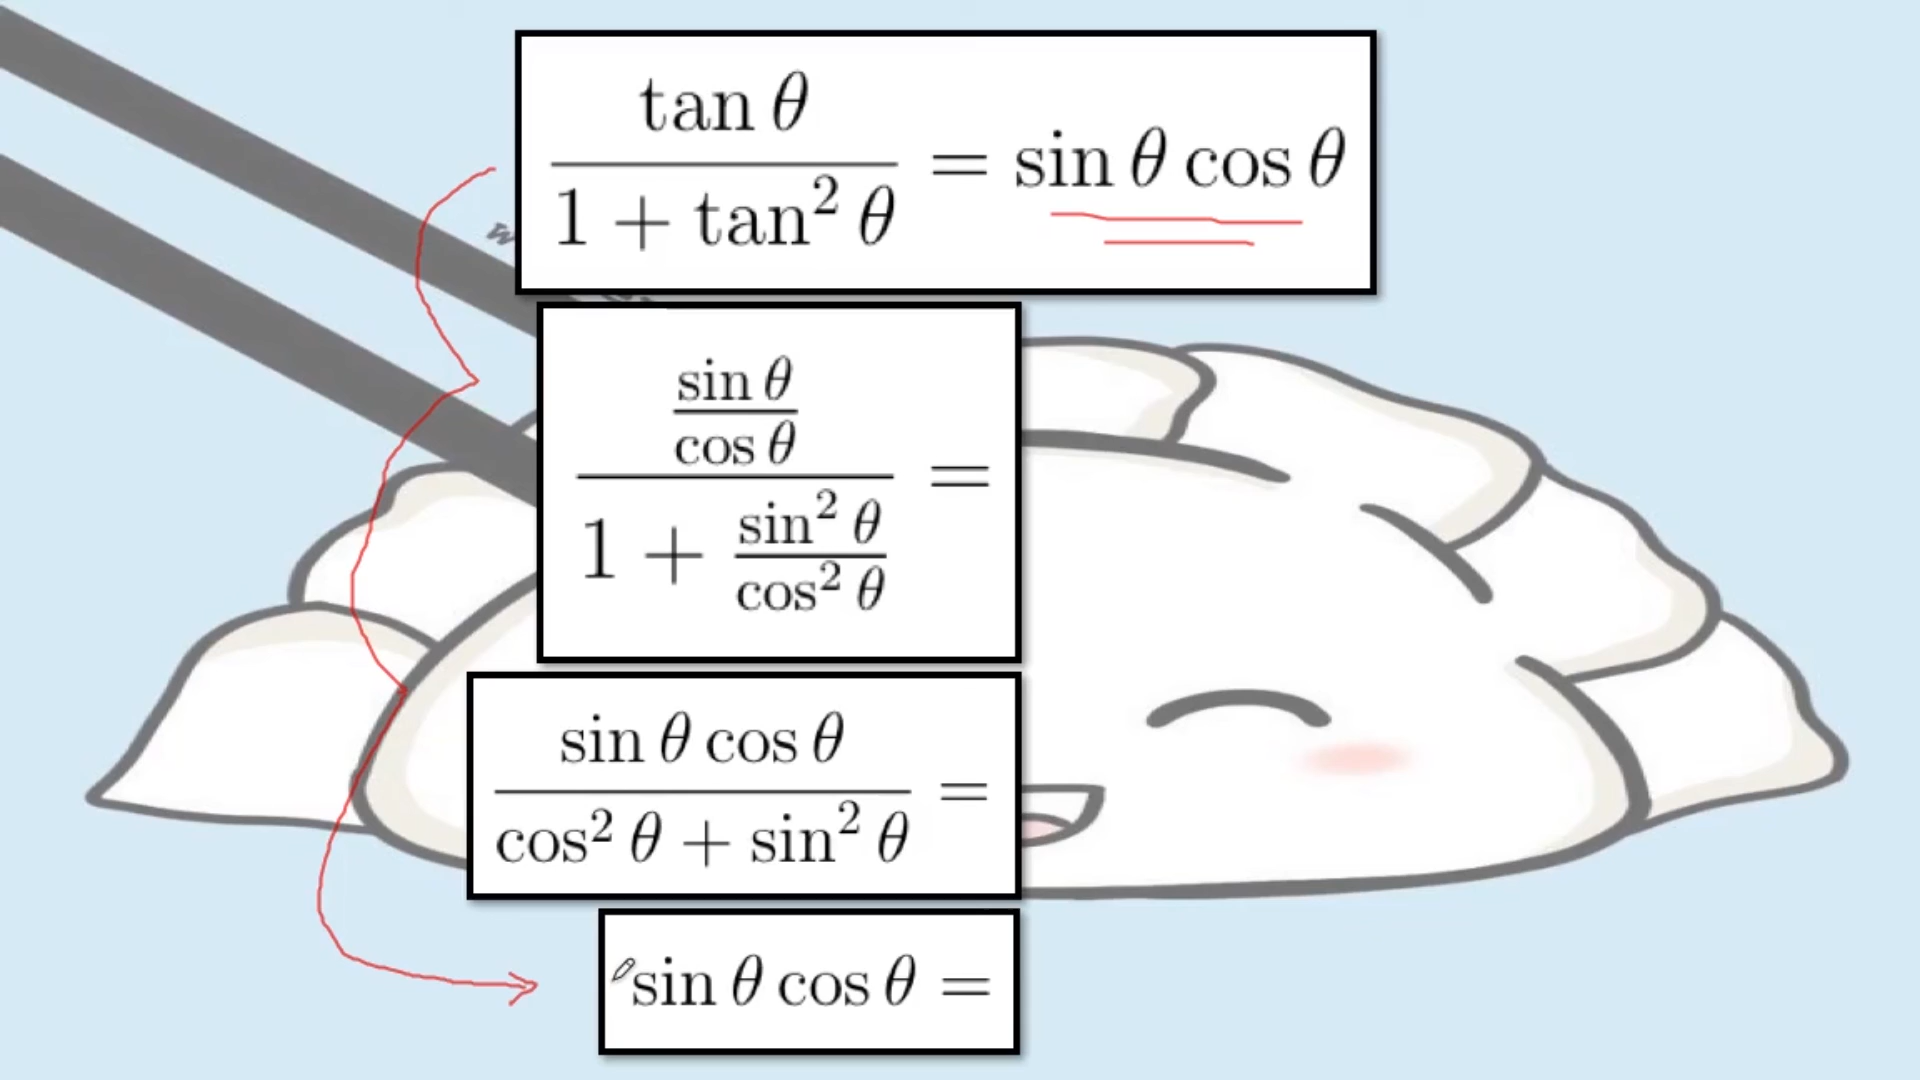 tan θ
1 + tan² θ
= sin θ cos θ
sin θ
cos θ
1 + sin² θ
cos² θ
=
sin θ cos θ
cos² θ + sin² θ
=
sin θ cos θ =